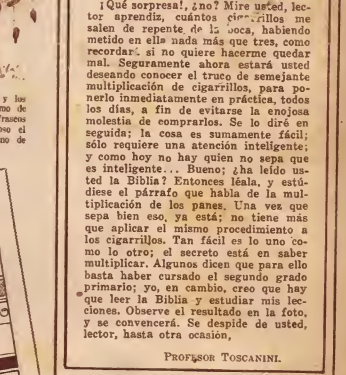 ¡Qué sorpresa!, ¿no? Mire usted, lec-
tor aprendiz, cuántos cigarrillos me
salen de repente de la boca, habiendo
metido en ella nada más que tres, como
recordará si no quiere hacerme quedar
mal. Seguramente ahora estará usted
deseando conocer el truco de semejante
multiplicación de cigarrillos, para po-
nerlo inmediatamente en práctica, todos
los días, a fin de evitarse la enojosa
molestia de comprarlos. Se lo diré en
seguida; la cosa es sumamente fácil;
sólo requiere una atención inteligente;
y como hoy no hay quien no sepa que
es inteligente... Bueno; ¿ha leído us-
ted la Biblia? Entonces léala, y estú-
diese el párrafo que habla de la mul-
tiplicación de los panes. Una vez que
sepa bien eso, ya está; no tiene más
que aplicar el mismo procedimiento a
los cigarrillos. Tan fácil es lo uno co-
mo lo otro; el secreto está en saber
multiplicar. Algunos dicen que para ello
basta haber cursado el segundo grado
primario; yo, en cambio, creo que hay
que leer la Biblia y estudiar mis lec-
ciones. Observe el resultado en la foto,
y se convencerá. Se despide de usted,
lector, hasta otra ocasión,
PROFESOR TOSCANINI.
y los
mo de
frascos
oso el
no de